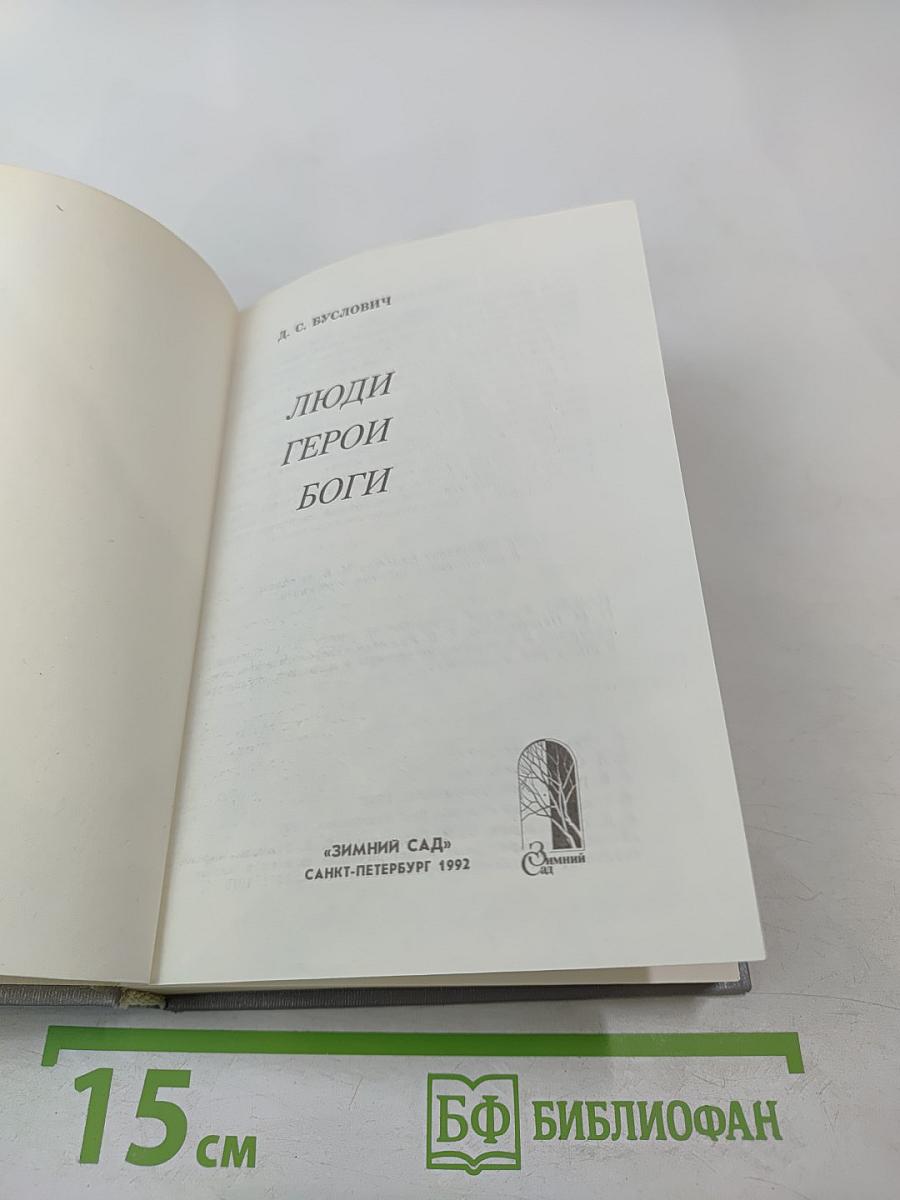 Д. С. БУСЛОВИЧ
ЛЮДИ
ГЕРОИ
БОГИ
«ЗИМНИЙ САД»
САНКТ-ПЕТЕРБУРГ 1992
Зимний
Сад
15 см
БФ БИБЛИОФАН